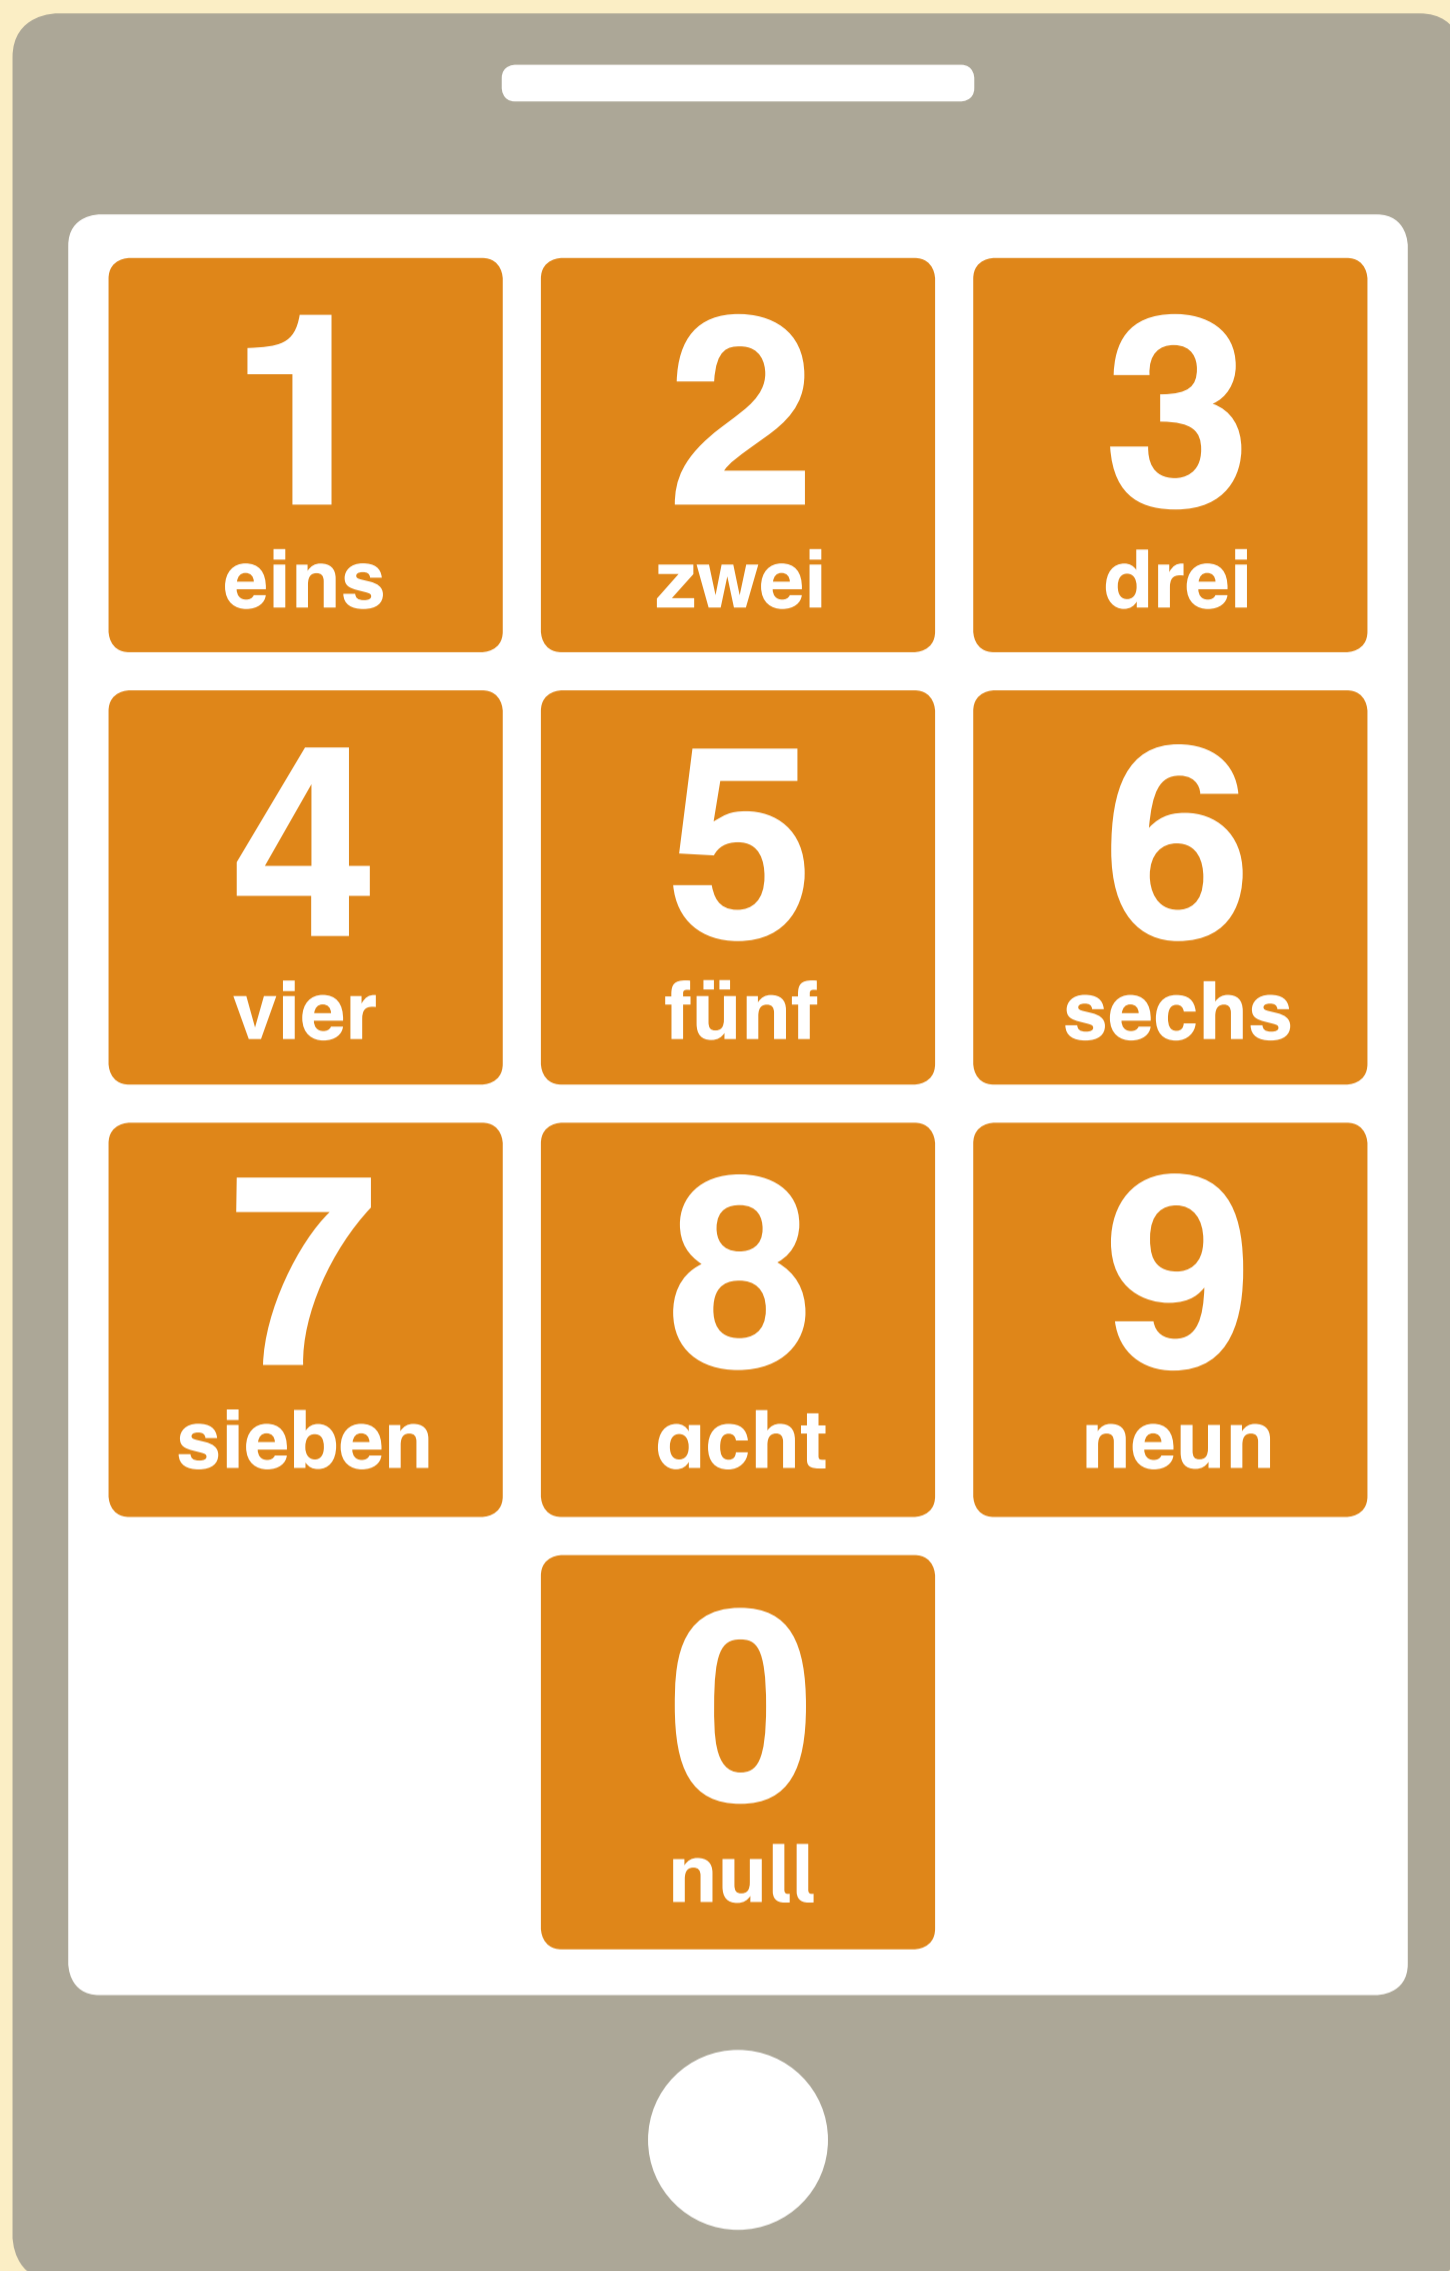 1 2 3
eins zwei drei
4 5 6
vier fünf sechs
7 8 9
sieben acht neun
0
null